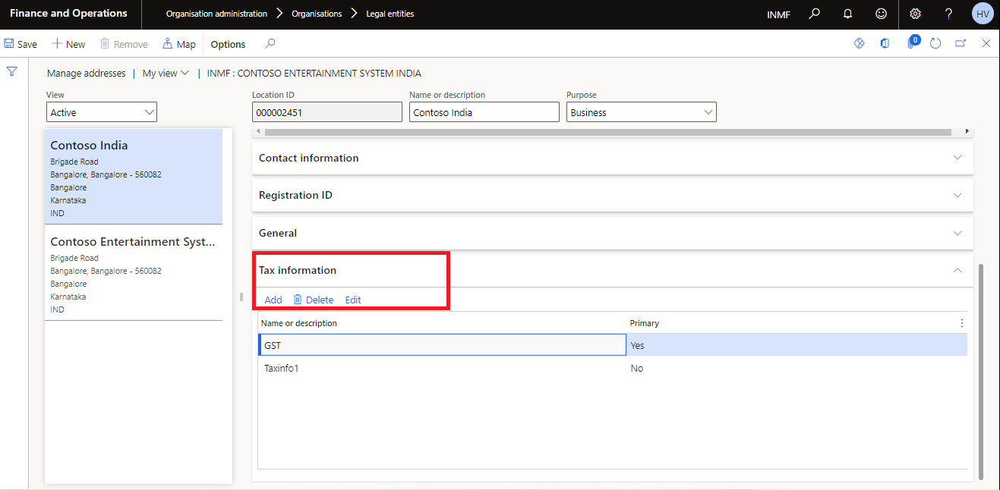 Finance and Operations
Organisation administration Organisations Legal entities
INMF
HV
Save New Remove Map Options
0
Manage addresses | My view | INMF : CONTOSO ENTERTAINMENT SYSTEM INDIA
View
Active
Location ID
000002451
Name or description
Contoso India
Purpose
Business
Contoso India
Brigade Road
Bangalore, Bangalore - 560082
Bangalore
Karnataka
IND
Contoso Entertainment Syst...
Brigade Road
Bangalore, Bangalore - 560082
Bangalore
Karnataka
IND
Contact information
Registration ID
General
Tax information
Add Delete Edit
Name or description Primary
GST Yes
Taxinfo1 No